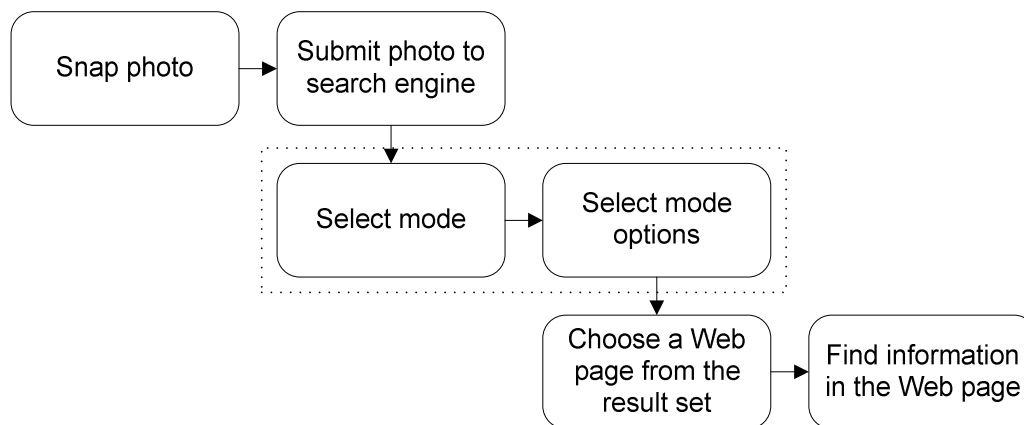 Snap photo
Submit photo to
search engine
Select mode
Select mode
options
Choose a Web
page from the
result set
Find information
in the Web page